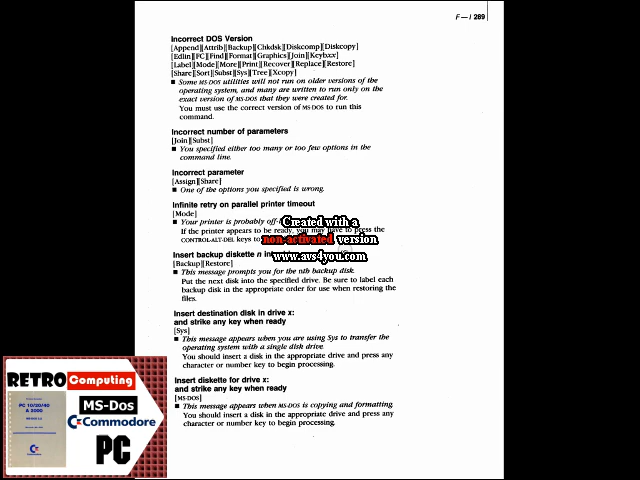 F—I 289
Incorrect DOS Version
[Append][Attrib][Backup][Chkdsk][Diskcomp][Diskcopy]
[Edlin][FC][Find][Format][Graphics][Join][Keybxx]
[Label][Mode][More][Print][Recover][Replace][Restore]
[Share][Sort][Subst][Sys][Tree][Xcopy]
■ Some MS-DOS utilities will not run on older versions of the
operating system, and many are written to run only on the
exact version of MS-DOS that they were created for.
You must use the correct version of MS-DOS to run this
command.
Incorrect number of parameters
[Join][Subst]
■ You specified either too many or too few options in the
command line.
Incorrect parameter
[Assign][Share]
■ One of the options you specified is wrong.
Infinite retry on parallel printer timeout
[Mode]
■ Your printer is probably off-
If the printer appears to be ready, you may have to press the
CONTROL-ALT-DEL keys to
Created with a
non-activated version
www.avs4you.com
Insert backup diskette n in
[Backup][Restore]
■ This message prompts you for the nth backup disk.
Put the next disk into the specified drive. Be sure to label each
backup disk in the appropriate order for use when restoring the
files.
Insert destination disk in drive x:
and strike any key when ready
[Sys]
■ This message appears when you are using Sys to transfer the
operating system with a single disk drive.
You should insert a disk in the appropriate drive and press any
character or number key to begin processing.
Insert diskette for drive x:
and strike any key when ready
[MS-DOS]
■ This message appears when MS-DOS is copying and formatting.
You should insert a disk in the appropriate drive and press any
character or number key to begin processing.
RETRO Computing
PC 10/20/40
A 2000
MS-Dos
Commodore
PC